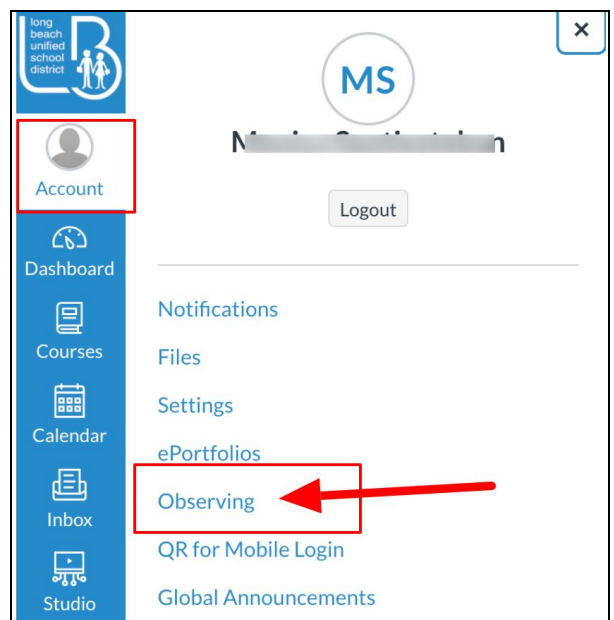 long
beach
unified
school
district
×
MS
Account
Logout
Dashboard
Notifications
Courses
Files
Settings
Calendar
ePortfolios
Observing
Inbox
QR for Mobile Login
Studio
Global Announcements